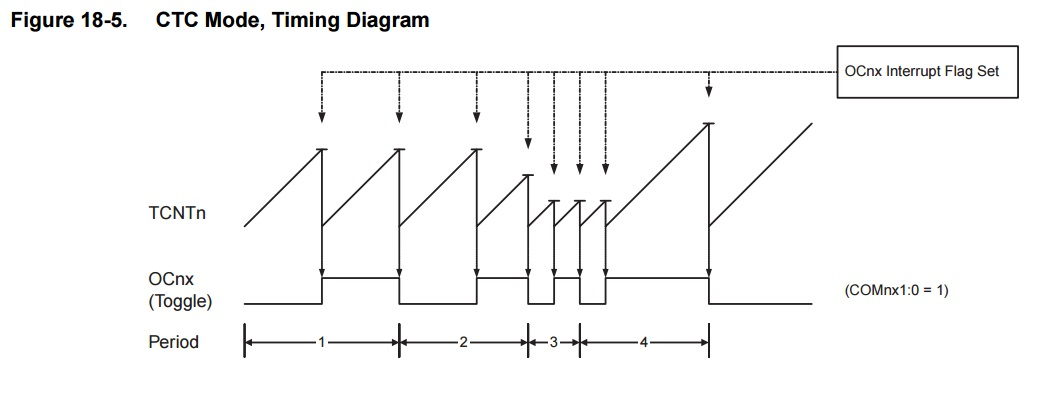 Figure 18-5. CTC Mode, Timing Diagram
OCnx Interrupt Flag Set
TCNTn
OCnx
(Toggle)
(COMnx1:0 = 1)
Period
1
2
3
4